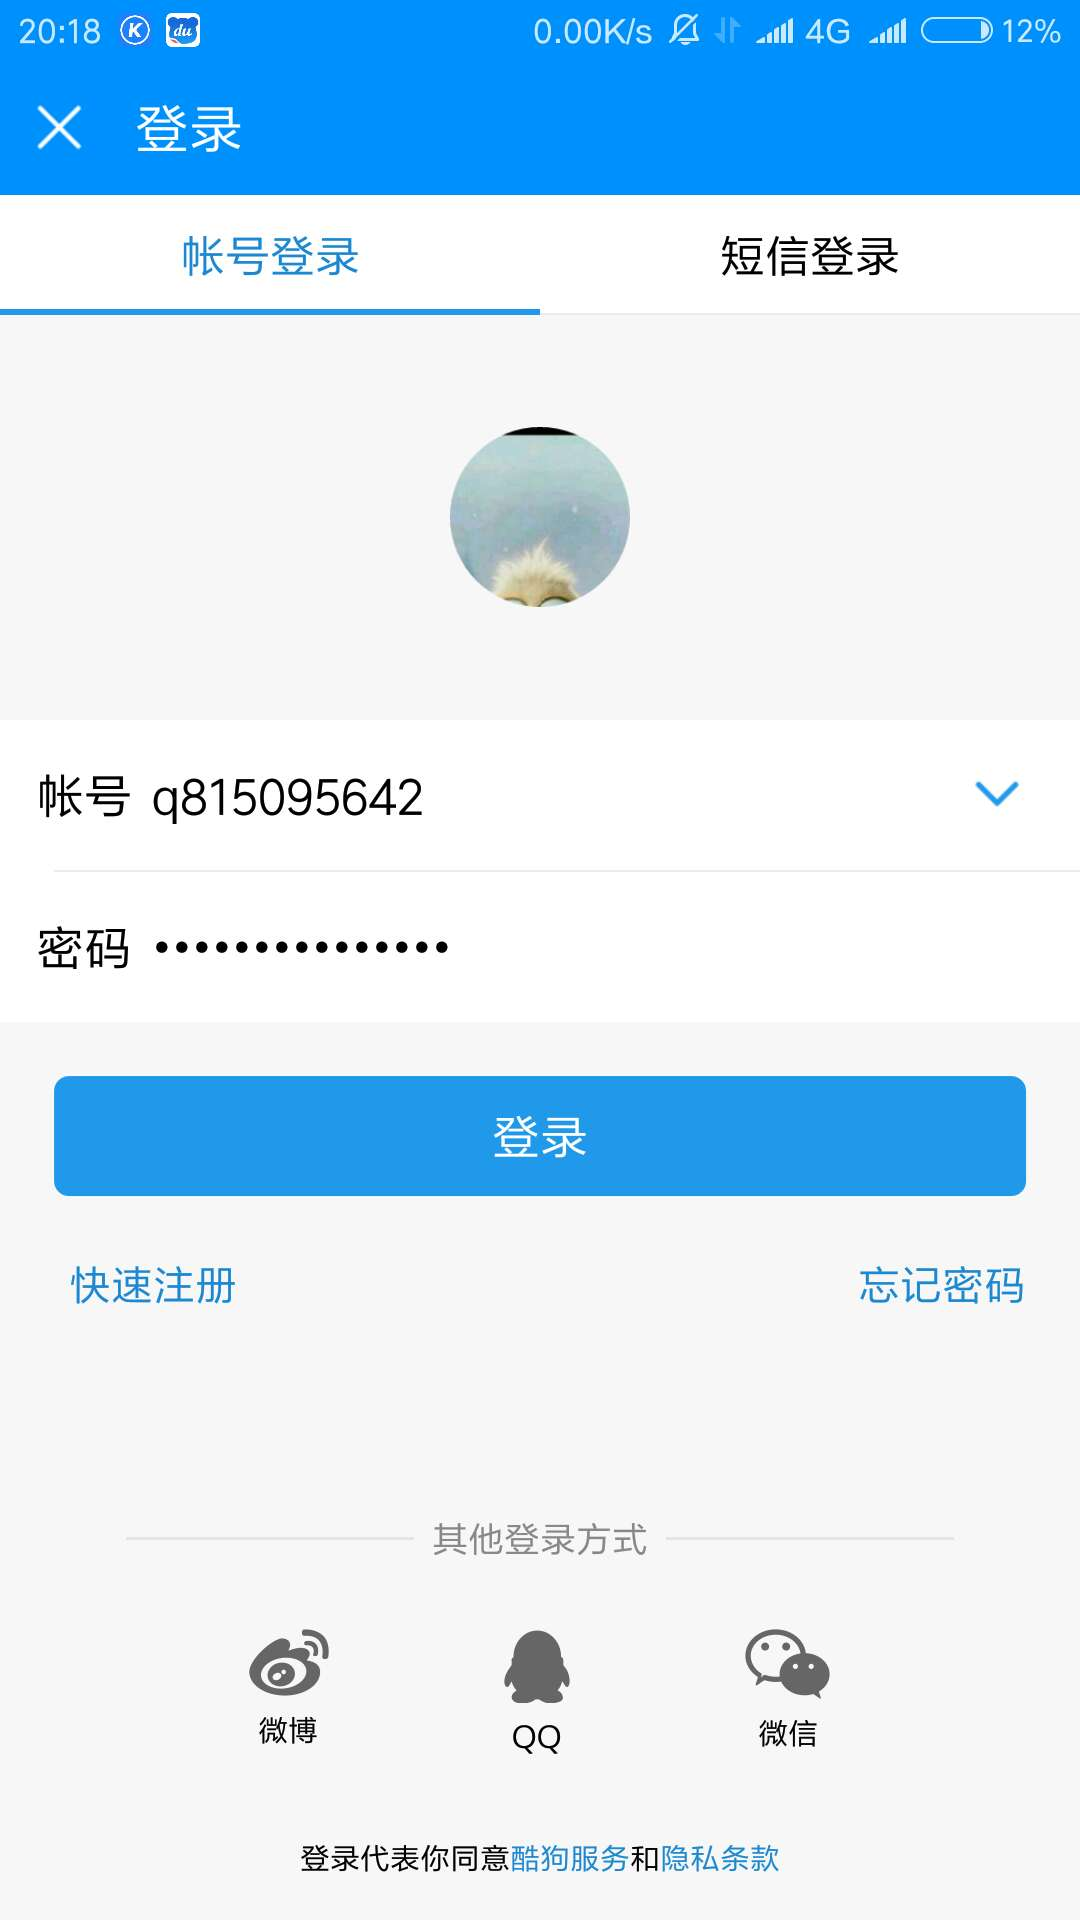 20:18 K du 0.00K/s 4G 12%
登录
帐号登录 短信登录
帐号 q815095642
密码 •••••••••••••••
登录
快速注册 忘记密码
其他登录方式
微博 QQ 微信
登录代表你同意酷狗服务和隐私条款